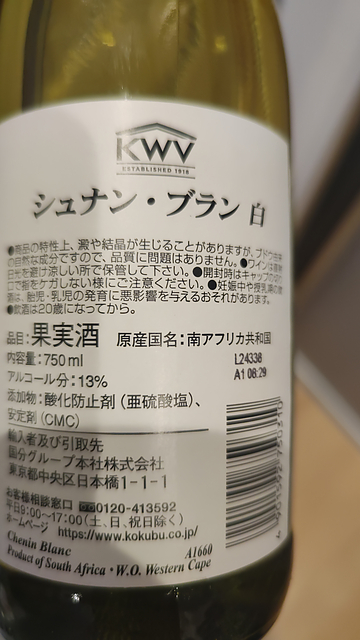 KWV
ESTABLISHED 1918
シュナン・ブラン 白
●商品の特性上、澱や結晶が生じることがありますが、ブドウ由来
の自然な成分ですので、品質に問題はありません。●ワインは直射
日光を避け涼しい所で保管して下さい。●開封時はキャップの切り
口で指をケガしない様にご注意ください。●妊娠中や授乳期の飲
酒は、胎児・乳児の発育に悪影響を与えるおそれがあります。
●飲酒は20歳になってから。
品目:果実酒 原産国名:南アフリカ共和国
内容量:750ml L24338
アルコール分:13% A1 08:29
添加物:酸化防止剤(亜硫酸塩)、
安定剤(CMC)
輸入者及び引取先
国分グループ本社株式会社
東京都中央区日本橋1-1-1
お客様相談窓口 0120-413592
平日9:00〜17:00(土、日、祝日除く)
ホームページ https://www.kokubu.co.jp/
Chenin Blanc A1660
Product of South Africa・W.O. Western Cape